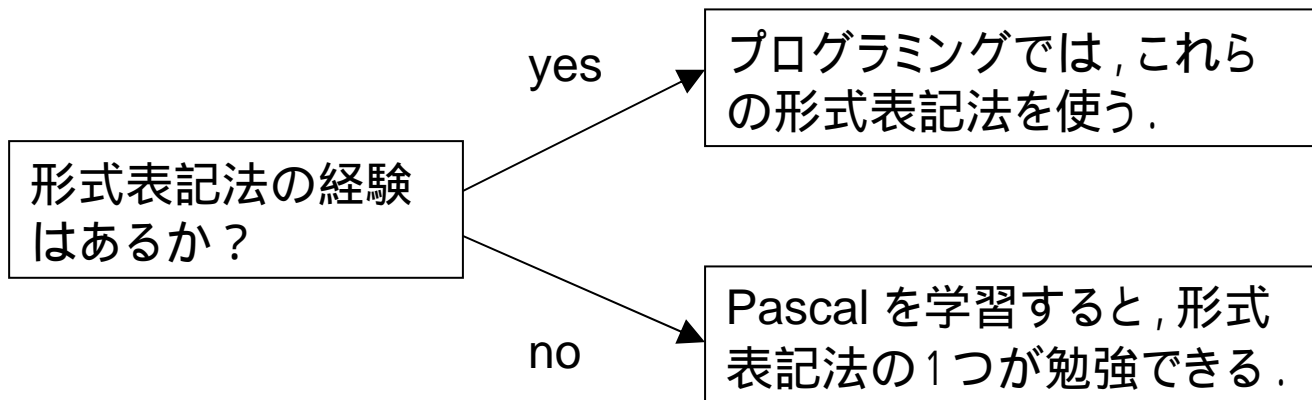 yes
プログラミングでは,これら
の形式表記法を使う.
形式表記法の経験
はあるか?
no
Pascal を学習すると,形式
表記法の1つが勉強できる.